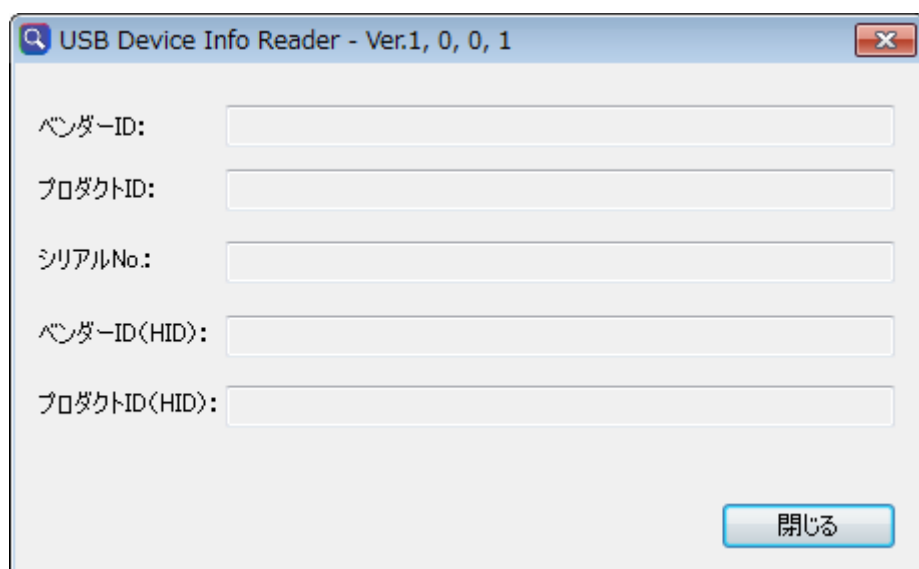 USB Device Info Reader - Ver.1, 0, 0, 1
ベンダーID:
プロダクトID:
シリアルNo.:
ベンダーID(HID):
プロダクトID(HID):
閉じる